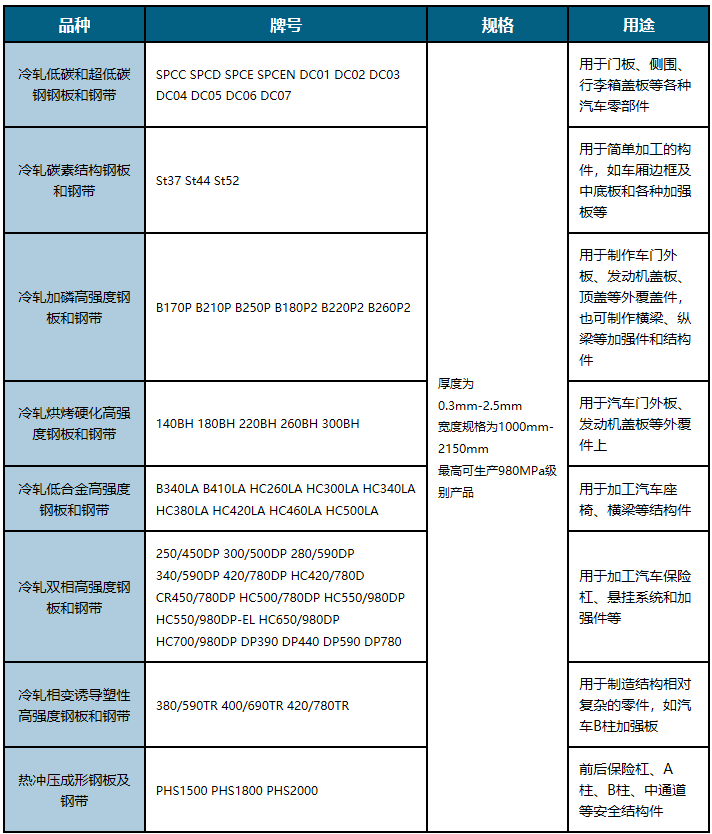 品种 牌号 规格 用途
冷轧低碳和超低碳
钢钢板和钢带
SPCC SPCD SPCE SPCEN DC01 DC02 DC03
DC04 DC05 DC06 DC07
用于门板、侧围、
行李箱盖板等各种
汽车零部件
冷轧碳素结构钢板
和钢带
St37 St44 St52
用于简单加工的构
件，如车厢边框及
中底板和各种加强
板等
冷轧加磷高强度钢
板和钢带
B170P B210P B250P B180P2 B220P2 B260P2
用于制作车门外
板、发动机盖板、
顶盖等外覆盖件，
也可制作横梁、纵
梁等加强件和结构
件
厚度为
0.3mm-2.5mm
宽度规格为1000mm-
2150mm
最高可生产980MPa级
别产品
冷轧烘烤硬化高强
度钢板和钢带
140BH 180BH 220BH 260BH 300BH
用于汽车门外板、
发动机盖板等外覆
件上
冷轧低合金高强度
钢板和钢带
B340LA B410LA HC260LA HC300LA HC340LA
HC380LA HC420LA HC460LA HC500LA
用于加工汽车座
椅、横梁等结构件
冷轧双相高强度钢
板和钢带
250/450DP 300/500DP 280/590DP
340/590DP 420/780DP HC420/780D
CR450/780DP HC500/780DP HC550/980DP
HC550/980DP-EL HC650/980DP
HC700/980DP DP390 DP440 DP590 DP780
用于加工汽车保险
杠、悬挂系统和加
强件等
冷轧相变诱导塑性
高强度钢板和钢带
380/590TR 400/690TR 420/780TR
用于制造结构相对
复杂的零件，如汽
车B柱加强板
热冲压成形钢板及
钢带
PHS1500 PHS1800 PHS2000
前后保险杠、A
柱、B柱、中通道
等安全结构件